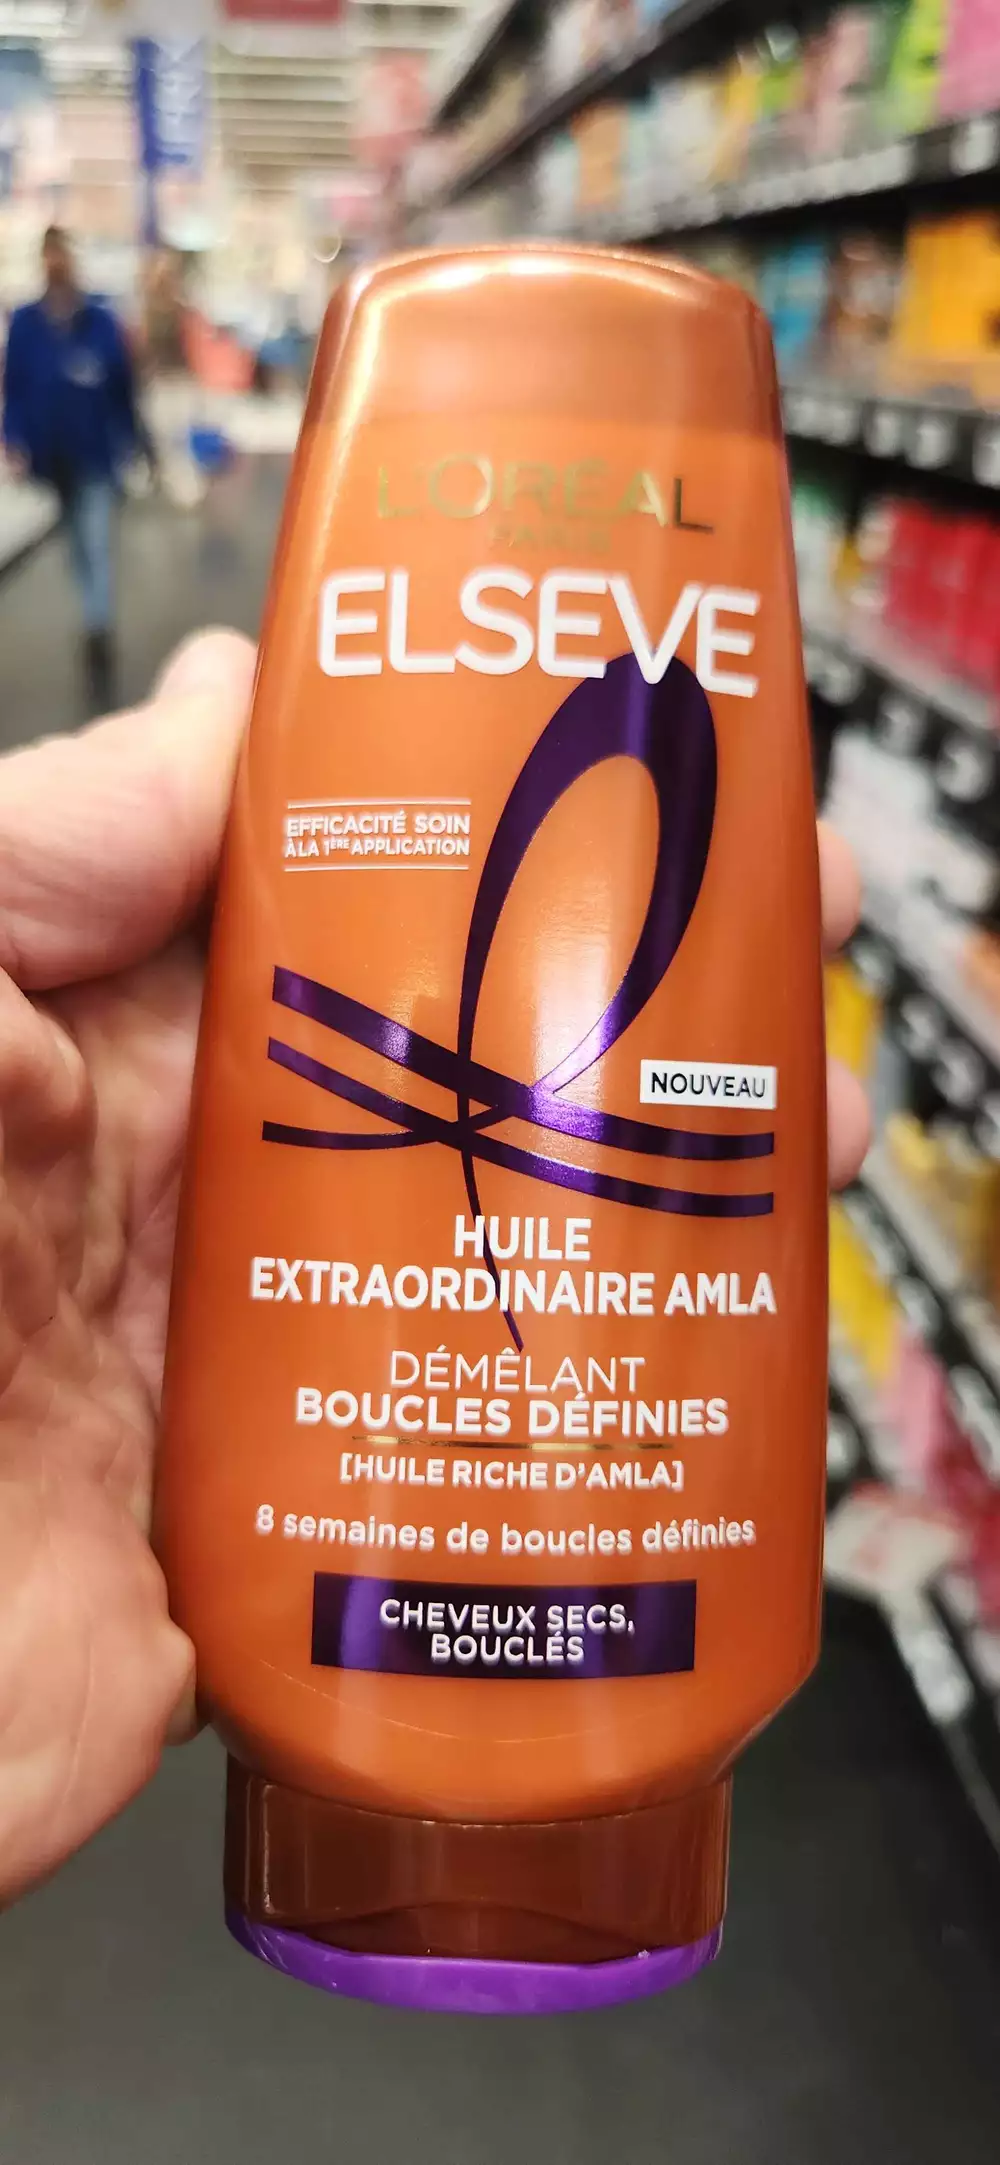 L'ORÉAL
PARIS
ELSEVE
EFFICACITÉ SOIN
À LA 1ÈRE APPLICATION
NOUVEAU
HUILE
EXTRAORDINAIRE AMLA
DÉMÊLANT
BOUCLES DÉFINIES
[HUILE RICHE D'AMLA]
8 semaines de boucles définies
CHEVEUX SECS,
BOUCLÉS